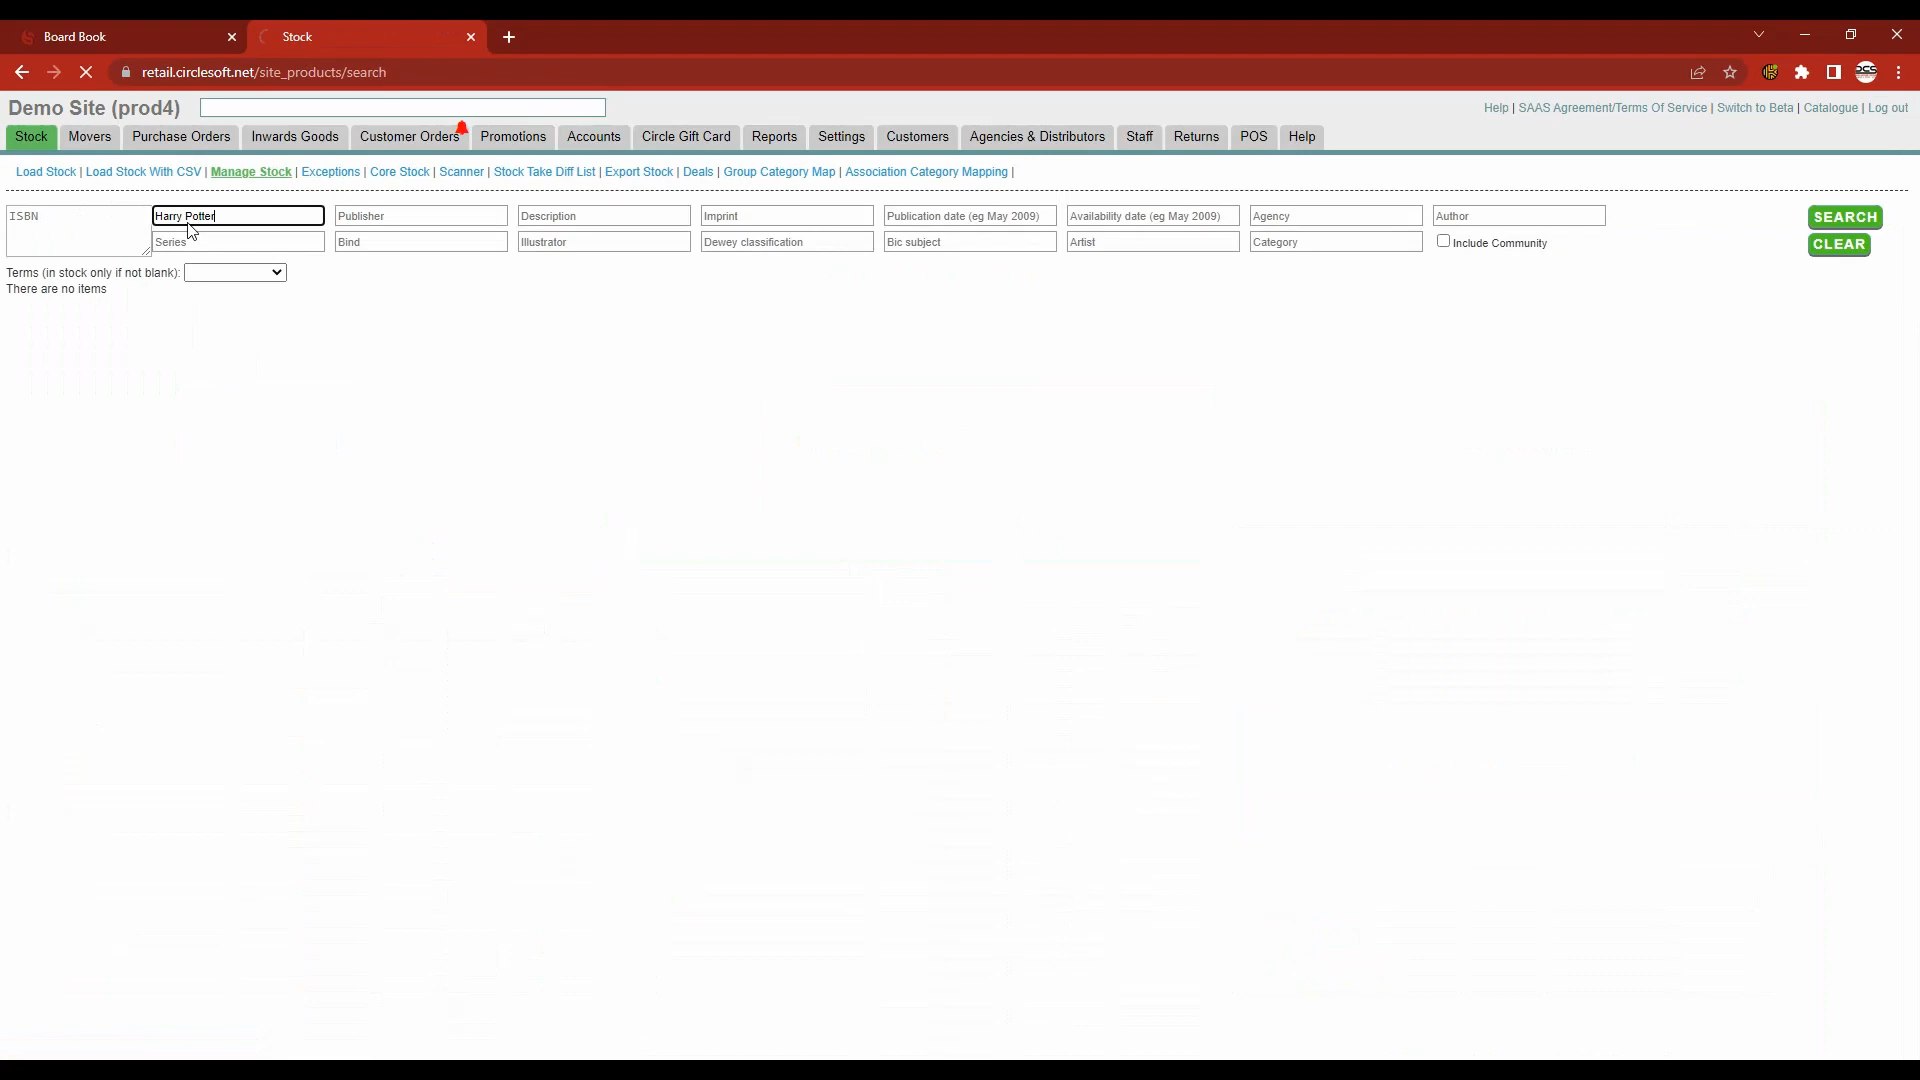 Board Book
Stock
retail.circlesoft.net/site_products/search
Demo Site (prod4)
Help | SAAS Agreement/Terms Of Service | Switch to Beta | Catalogue | Log out
Stock Movers Purchase Orders Inwards Goods Customer Orders Promotions Accounts Circle Gift Card Reports Settings Customers Agencies & Distributors Staff Returns POS Help
Load Stock | Load Stock With CSV | Manage Stock | Exceptions | Core Stock | Scanner | Stock Take Diff List | Export Stock | Deals | Group Category Map | Association Category Mapping |
ISBN Harry Potter Publisher Description Imprint Publication date (eg May 2009) Availability date (eg May 2009) Agency Author SEARCH
Series Bind Illustrator Dewey classification Bic subject Artist Category Include Community CLEAR
Terms (in stock only if not blank):
There are no items